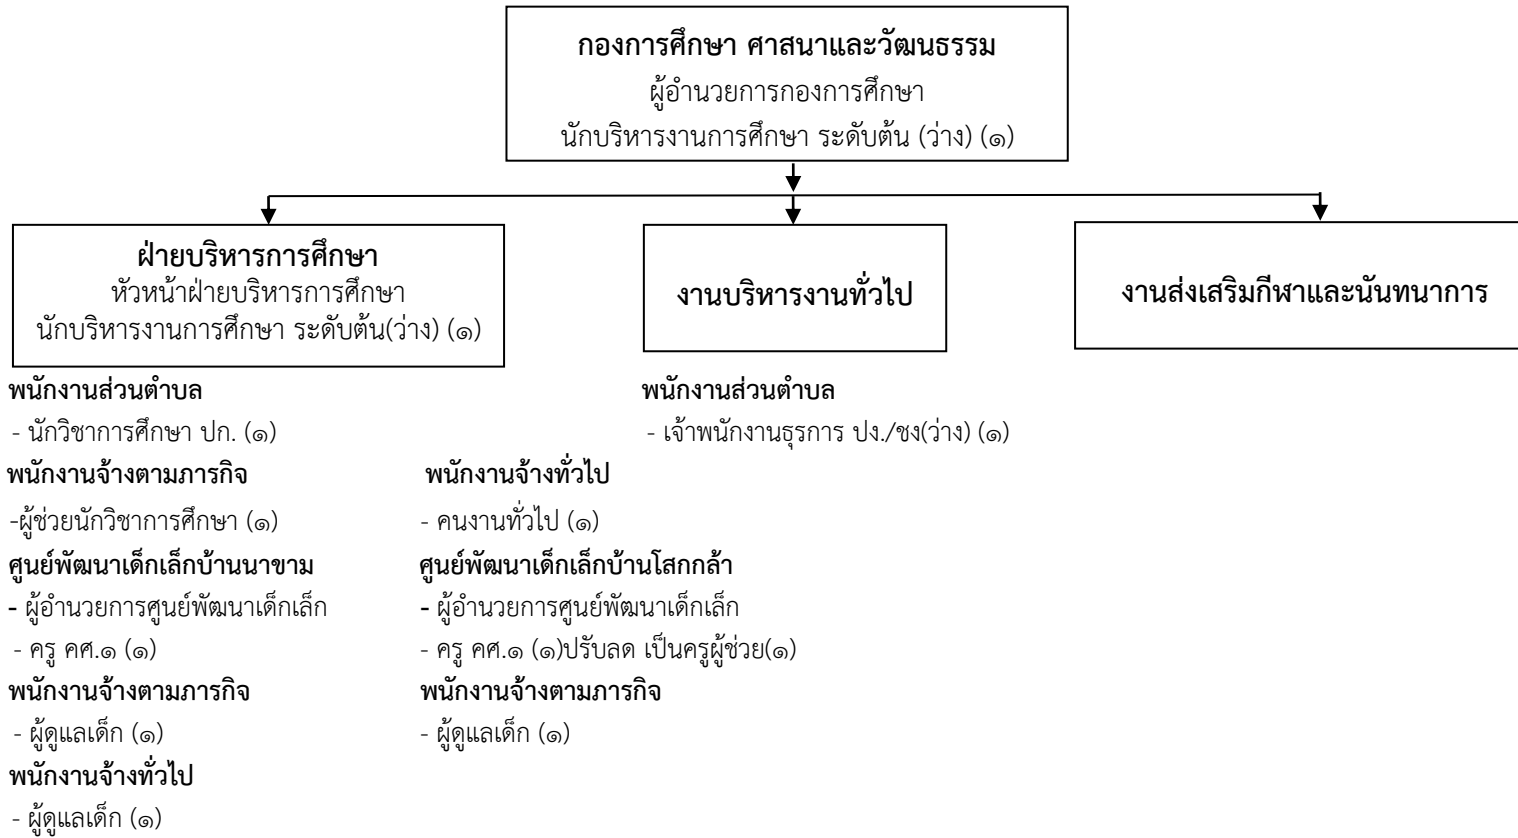 กองการศึกษา ศาสนาและวัฒนธรรม
ผู้อำนวยการกองการศึกษา
นักบริหารงานการศึกษา ระดับต้น (ว่าง) (๑)
ฝ่ายบริหารการศึกษา
หัวหน้าฝ่ายบริหารการศึกษา
นักบริหารงานการศึกษา ระดับต้น(ว่าง) (๑)
งานบริหารงานทั่วไป
งานส่งเสริมกีฬาและนันทนาการ
พนักงานส่วนตำบล
- นักวิชาการศึกษา ปก. (๑)
พนักงานส่วนตำบล
- เจ้าพนักงานธุรการ ปง./ชง(ว่าง) (๑)
พนักงานจ้างตามภารกิจ
-ผู้ช่วยนักวิชาการศึกษา (๑)
พนักงานจ้างทั่วไป
- คนงานทั่วไป (๑)
ศูนย์พัฒนาเด็กเล็กบ้านนาขาม
- ผู้อำนวยการศูนย์พัฒนาเด็กเล็ก
- ครู คศ.๑ (๑)
พนักงานจ้างตามภารกิจ
- ผู้ดูแลเด็ก (๑)
พนักงานจ้างทั่วไป
- ผู้ดูแลเด็ก (๑)
ศูนย์พัฒนาเด็กเล็กบ้านโสกกล้า
- ผู้อำนวยการศูนย์พัฒนาเด็กเล็ก
- ครู คศ.๑ (๑)ปรับลด เป็นครูผู้ช่วย(๑)
พนักงานจ้างตามภารกิจ
- ผู้ดูแลเด็ก (๑)